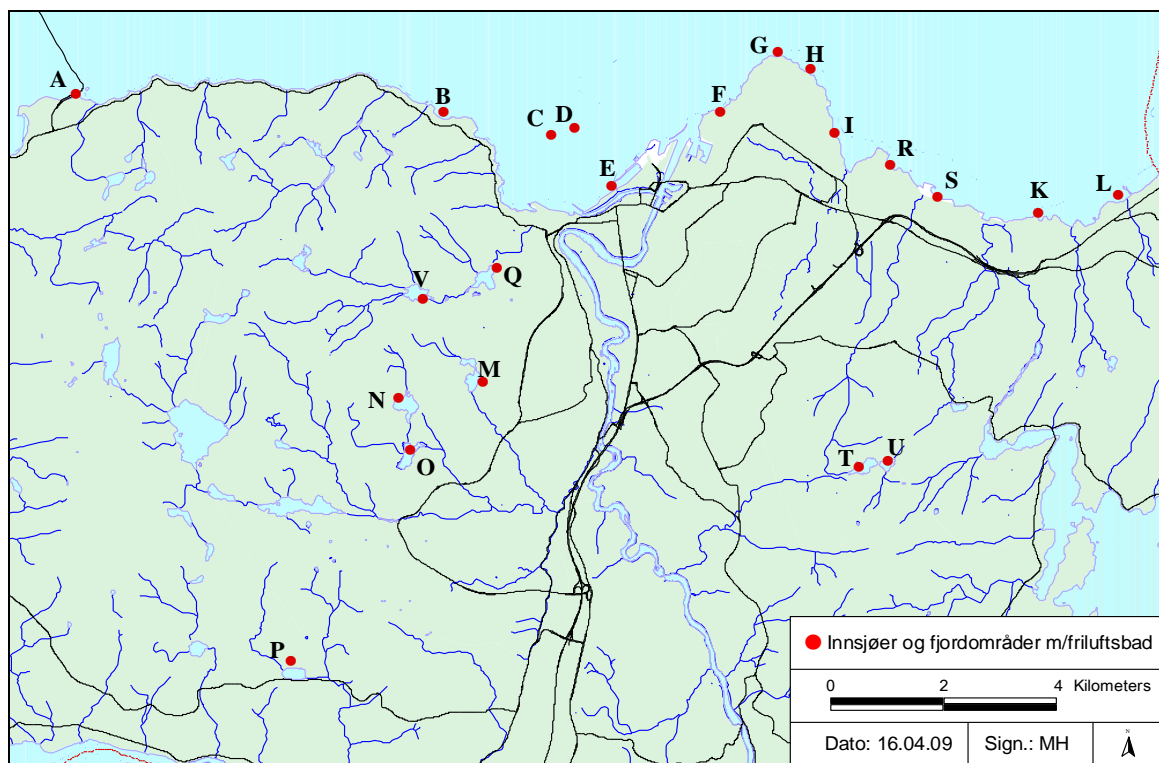 G
H
A
B
F
C
D
I
R
E
S
K
L
Q
V
M
N
O
T
U
P
Innsjøer og fjordområder m/friluftsbad
0 2 4 Kilometers
Dato: 16.04.09 Sign.: MH N